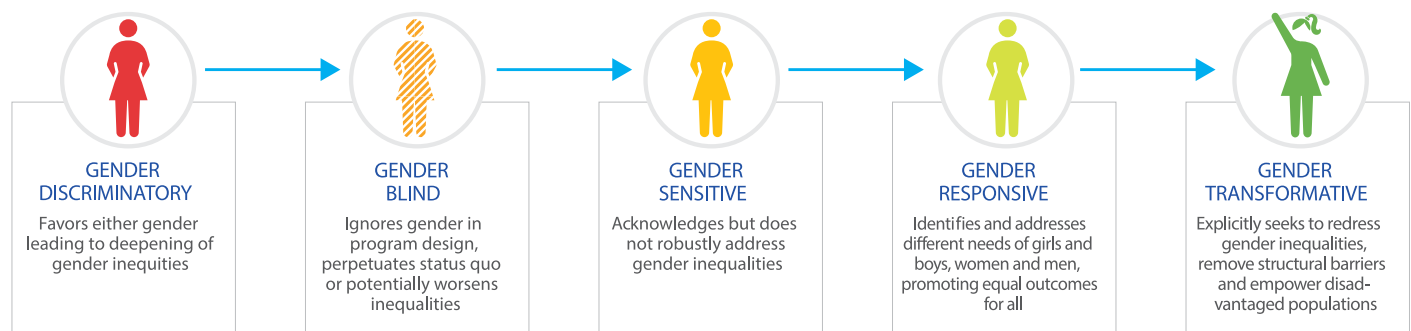 GENDER
DISCRIMINATORY
Favors either gender
leading to deepening of
gender inequities
GENDER
BLIND
Ignores gender in
program design,
perpetuates status quo
or potentially worsens
inequalities
GENDER
SENSITIVE
Acknowledges but does
not robustly address
gender inequalities
GENDER
RESPONSIVE
Identifies and addresses
different needs of girls and
boys, women and men,
promoting equal outcomes
for all
GENDER
TRANSFORMATIVE
Explicitly seeks to redress
gender inequalities,
remove structural barriers
and empower disad-
vantaged populations